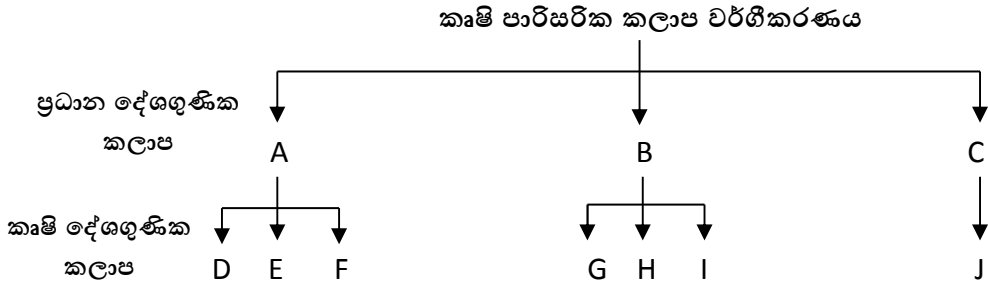 කෘෂි පාරිසරික කලාප වර්ගීකරණය
ප්‍රධාන දේශගුණික
කලාප
A B C
කෘෂි දේශගුණික
කලාප
D E F G H I J